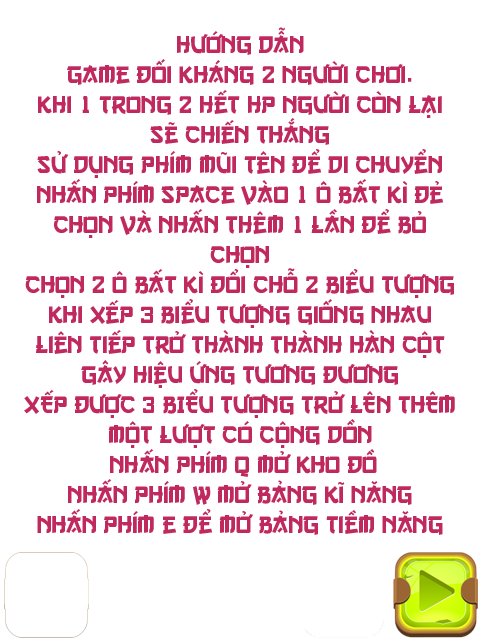 HƯỚNG DẪN
GAME ĐỐI KHÁNG 2 NGƯỜI CHƠI.
KHI 1 TRONG 2 HẾT HP NGƯỜI CÒN LẠI
SẼ CHIẾN THẮNG
SỬ DỤNG PHÍM MŨI TÊN ĐỂ DI CHUYỂN
NHẤN PHÍM SPACE VÀO 1 Ô BẤT KÌ ĐẺ
CHỌN VÀ NHẤN THÊM 1 LẦN ĐỂ BỎ
CHỌN
CHỌN 2 Ô BẤT KÌ ĐỔI CHỖ 2 BIỂU TƯỢNG
KHI XẾP 3 BIỂU TƯỢNG GIỐNG NHAU
LIÊN TIẾP TRỞ THÀNH THÀNH HÀN CỘT
GÂY HIỆU ỨNG TƯƠNG ĐƯƠNG
XẾP ĐƯỢC 3 BIỂU TƯỢNG TRỞ LÊN THÊM
MỘT LƯỢT CÓ CỘNG DỒN
NHẤN PHÍM Q MỞ KHO ĐỒ
NHẤN PHÍM W MỞ BẢNG KĨ NĂNG
NHẤN PHÍM E ĐỂ MỞ BẢNG TIỀM NĂNG